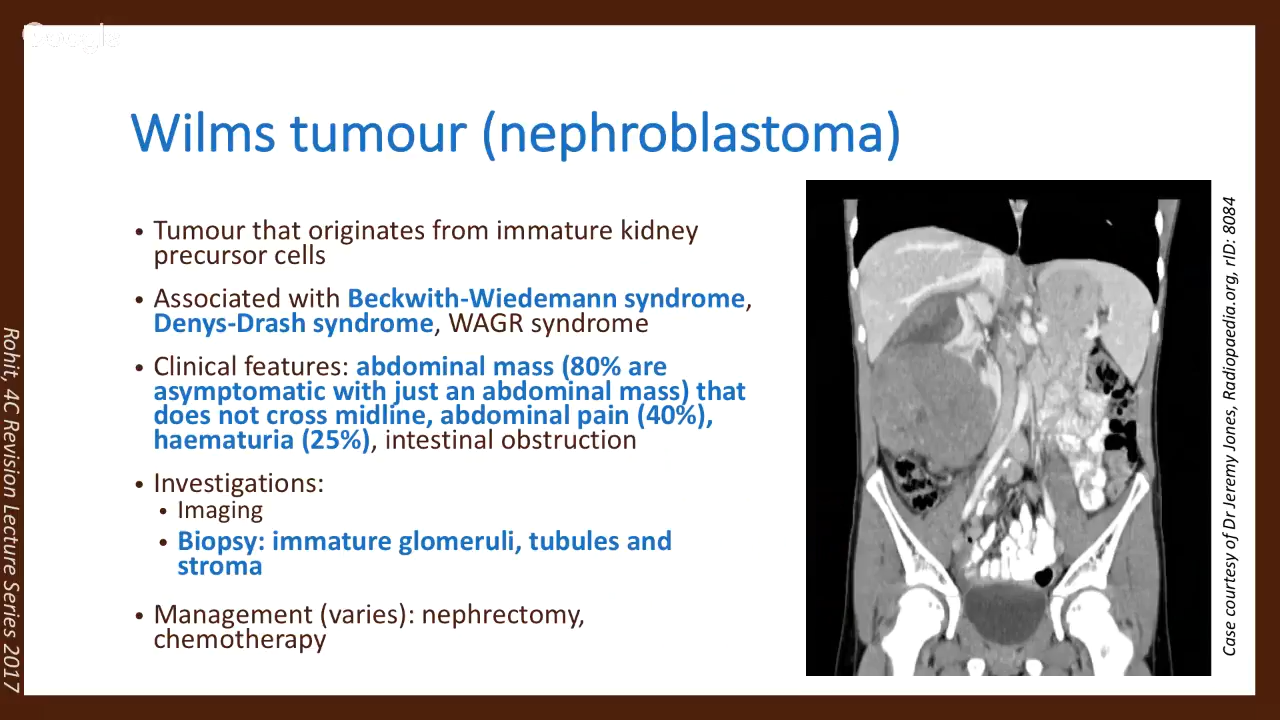 Google
Wilms tumour (nephroblastoma)
• Tumour that originates from immature kidney
precursor cells
• Associated with Beckwith-Wiedemann syndrome,
Denys-Drash syndrome, WAGR syndrome
• Clinical features: abdominal mass (80% are
asymptomatic with just an abdominal mass) that
does not cross midline, abdominal pain (40%),
haematuria (25%), intestinal obstruction
• Investigations:
• Imaging
• Biopsy: immature glomeruli, tubules and
stroma
• Management (varies): nephrectomy,
chemotherapy
Case courtesy of Dr Jeremy Jones, Radiopaedia.org, rID: 8084
Rohit, 4C Revision Lecture Series 2017